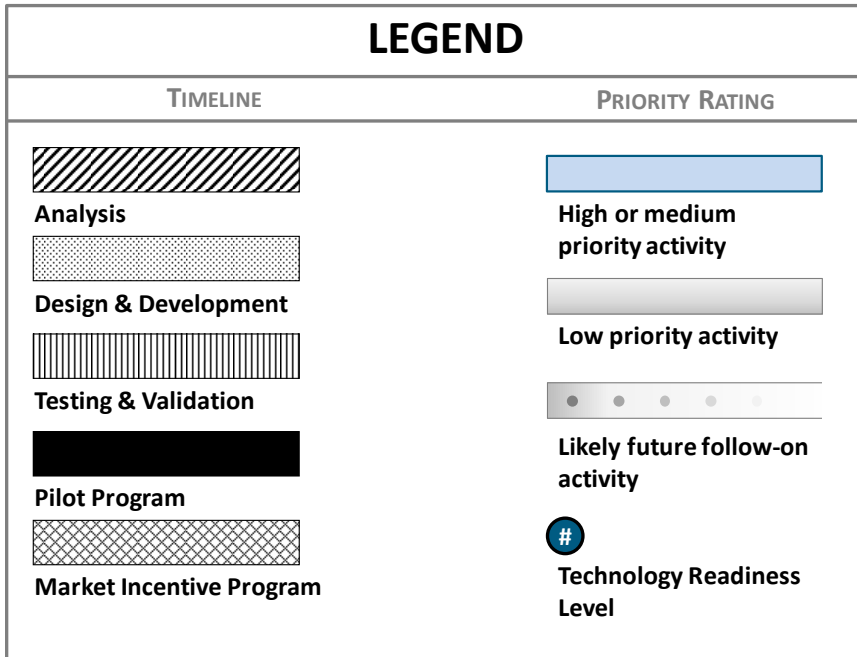 LEGEND
TIMELINE
PRIORITY RATING
Analysis
Design & Development
Testing & Validation
Pilot Program
Market Incentive Program
High or medium
priority activity
Low priority activity
Likely future follow-on
activity
#
Technology Readiness
Level